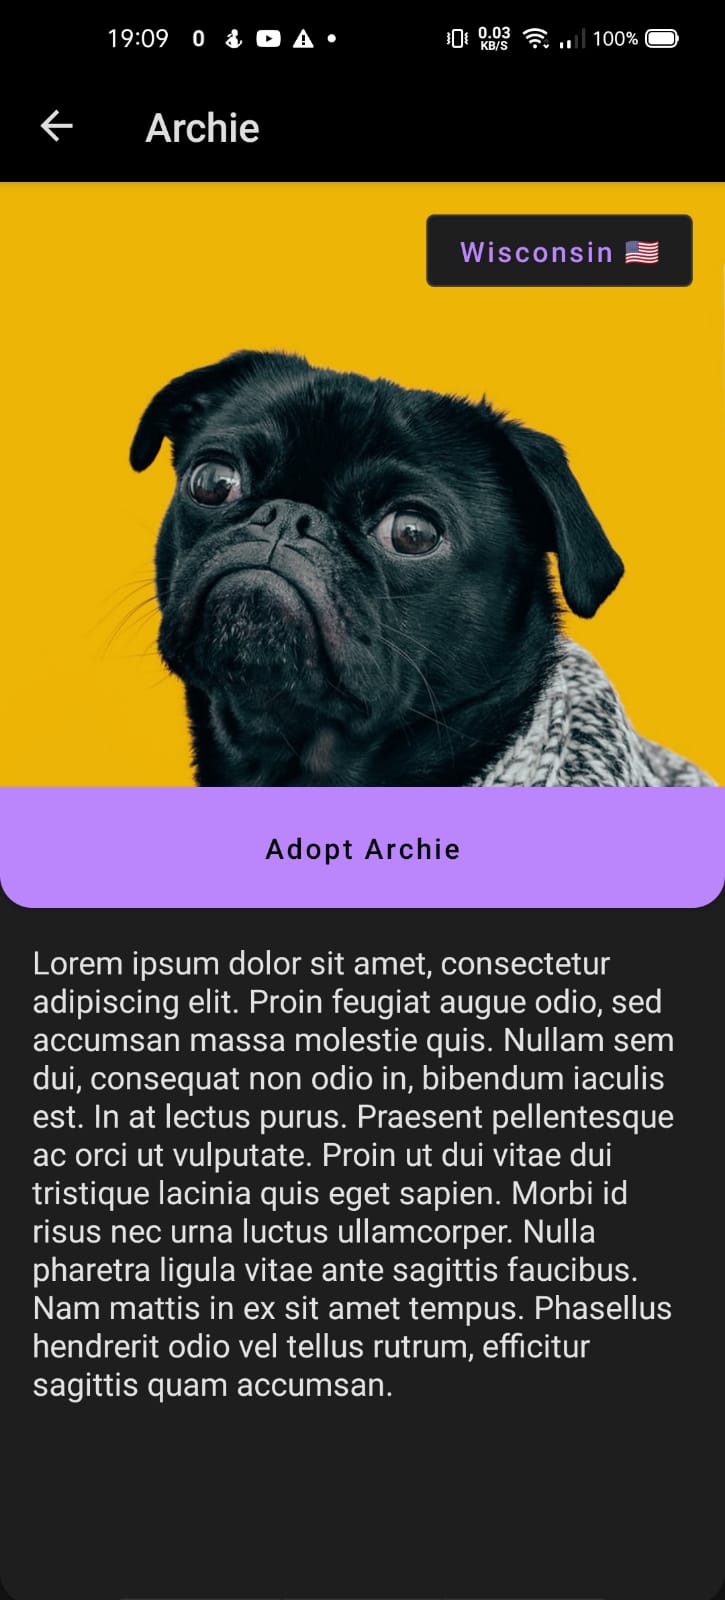 19:09 0 0.03 KB/S 100%
Archie
Wisconsin 🇺🇸
Adopt Archie
Lorem ipsum dolor sit amet, consectetur
adipiscing elit. Proin feugiat augue odio, sed
accumsan massa molestie quis. Nullam sem
dui, consequat non odio in, bibendum iaculis
est. In at lectus purus. Praesent pellentesque
ac orci ut vulputate. Proin ut dui vitae dui
tristique lacinia quis eget sapien. Morbi id
risus nec urna luctus ullamcorper. Nulla
pharetra ligula vitae ante sagittis faucibus.
Nam mattis in ex sit amet tempus. Phasellus
hendrerit odio vel tellus rutrum, efficitur
sagittis quam accumsan.